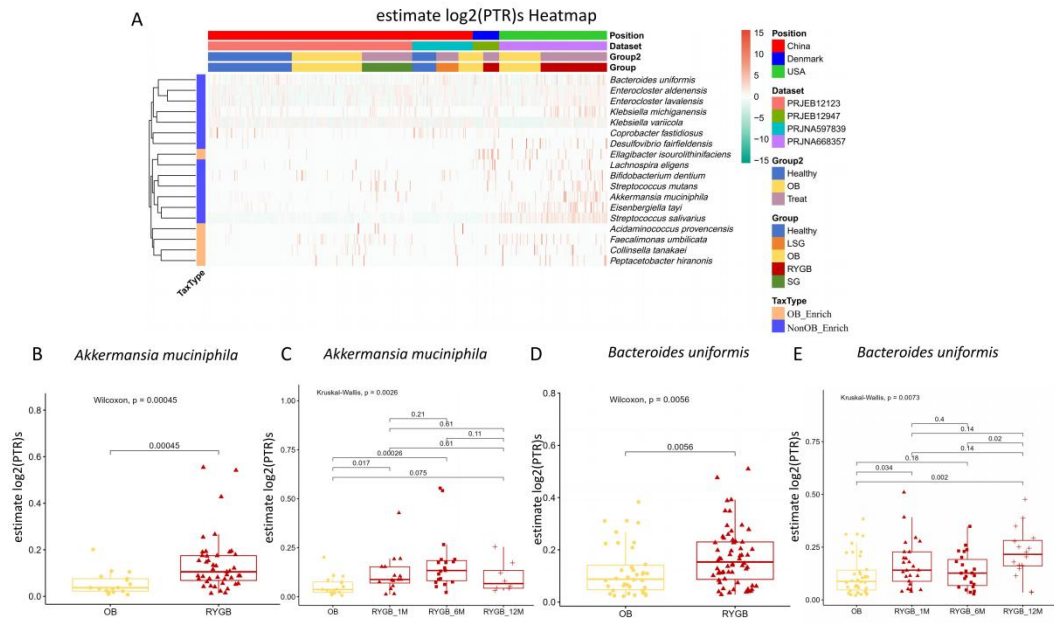 A
estimate log2(PTR)s Heatmap
Position
Dataset
Group2
Group
Bacteroides uniformis
Enterocloster aldenensis
Enterocloster lavalensis
Klebsiella michiganensis
Klebsiella variicola
Coprobacter fastidiosus
Desulfovibrio fairfieldensis
Ellagibacter isourolithinifaciens
Lachnospira eligens
Bifidobacterium dentium
Streptococcus mutans
Akkermansia muciniphila
Eisenbergiella tayi
Streptococcus salivarius
Acidaminococcus provencensis
Faecalimonas umbilicata
Collinsella tanakaei
Peptacetobacter hiranonis
TaxType
15
10
5
0
−5
−10
−15
Position
China
Denmark
USA
Dataset
PRJEB12123
PRJEB12947
PRJNA597839
PRJNA668357
Group2
Healthy
OB
Treat
Group
Healthy
LSG
OB
RYGB
SG
TaxType
OB_Enrich
NonOB_Enrich
B
Akkermansia muciniphila
Wilcoxon, p = 0.00045
0.00045
estimate log2(PTR)s
0.8
0.6
0.4
0.2
0.0
OB
RYGB
C
Akkermansia muciniphila
Kruskal-Wallis, p = 0.0026
0.21
0.61
0.11
0.61
0.00026
0.017
0.075
estimate log2(PTR)s
1.00
0.75
0.50
0.25
0.00
OB
RYGB_1M
RYGB_6M
RYGB_12M
D
Bacteroides uniformis
Wilcoxon, p = 0.0056
0.0056
estimate log2(PTR)s
0.8
0.6
0.4
0.2
0.0
OB
RYGB
E
Bacteroides uniformis
Kruskal-Wallis, p = 0.0073
0.4
0.14
0.02
0.14
0.18
0.034
0.002
estimate log2(PTR)s
0.75
0.50
0.25
0.00
OB
RYGB_1M
RYGB_6M
RYGB_12M